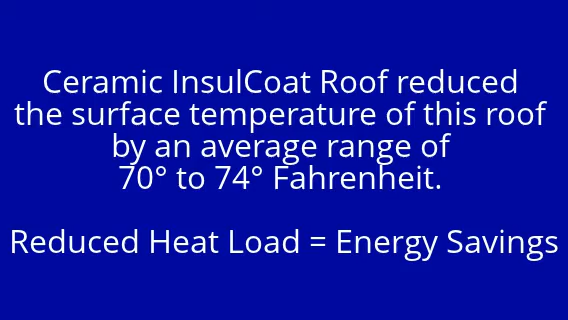 Ceramic InsulCoat Roof reduced
the surface temperature of this roof
by an average range of
70° to 74° Fahrenheit.
Reduced Heat Load = Energy Savings